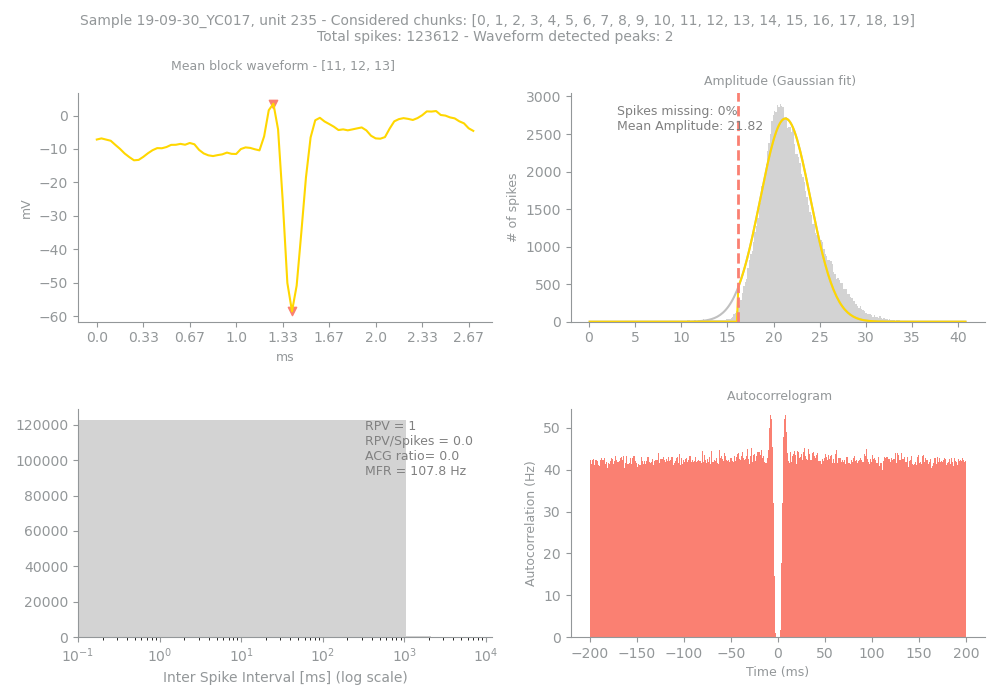 Sample 19-09-30_YC017, unit 235 - Considered chunks: [0, 1, 2, 3, 4, 5, 6, 7, 8, 9, 10, 11, 12, 13, 14, 15, 16, 17, 18, 19]
Total spikes: 123612 - Waveform detected peaks: 2
Mean block waveform - [11, 12, 13]
0
−10
−20
−30
−40
−50
−60
mV
0.0 0.33 0.67 1.0 1.33 1.67 2.0 2.33 2.67
ms
Amplitude (Gaussian fit)
Spikes missing: 0%
Mean Amplitude: 21.82
3000
2500
2000
1500
1000
500
0
# of spikes
0 5 10 15 20 25 30 35 40
120000
100000
80000
60000
40000
20000
0
RPV = 1
RPV/Spikes = 0.0
ACG ratio= 0.0
MFR = 107.8 Hz
10⁻¹ 10⁰ 10¹ 10² 10³ 10⁴
Inter Spike Interval [ms] (log scale)
Autocorrelogram
50
40
30
20
10
0
Autocorrelation (Hz)
−200 −150 −100 −50 0 50 100 150 200
Time (ms)